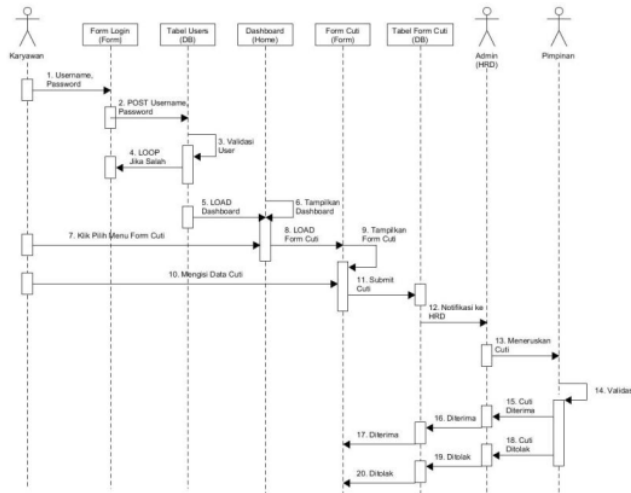 Karyawan
Form Login
(Form)
Tabel Users
(DB)
Dashboard
(Home)
Form Cuti
(Form)
Tabel Form Cuti
(DB)
Admin
(HRD)
Pimpinan
1. Username,
Password
2. POST Username,
Password
3. Validasi
User
4. LOOP
Jika Salah
5. LOAD
Dashboard
6. Tampilkan
Dashboard
7. Klik Pilih Menu Form Cuti
8. LOAD
Form Cuti
9. Tampilkan
Form Cuti
10. Mengisi Data Cuti
11. Submit
Cuti
12. Notifikasi ke
HRD
13. Meneruskan
Cuti
14. Validas
15. Cuti
Diterima
16. Diterima
17. Diterima
18. Cuti
Ditolak
19. Ditolak
20. Ditolak